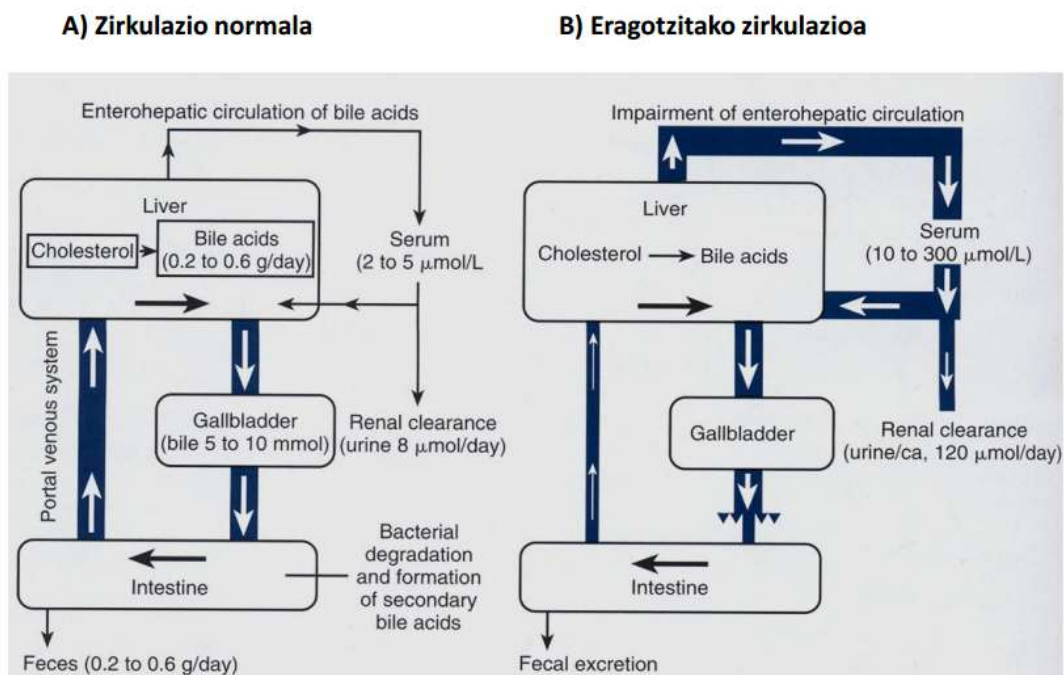 A) Zirkulazio normala
B) Eragotzitako zirkulazioa
Enterohepatic circulation of bile acids
Liver
Cholesterol
Bile acids
(0.2 to 0.6 g/day)
Serum
(2 to 5 μmol/L
Portal venous system
Gallbladder
(bile 5 to 10 mmol)
Renal clearance
(urine 8 μmol/day)
Intestine
Bacterial
degradation
and formation
of secondary
bile acids
Feces (0.2 to 0.6 g/day)
Impairment of enterohepatic circulation
Liver
Cholesterol
Bile acids
Serum
(10 to 300 μmol/L)
Gallbladder
Renal clearance
(urine/ca, 120 μmol/day)
Intestine
Fecal excretion